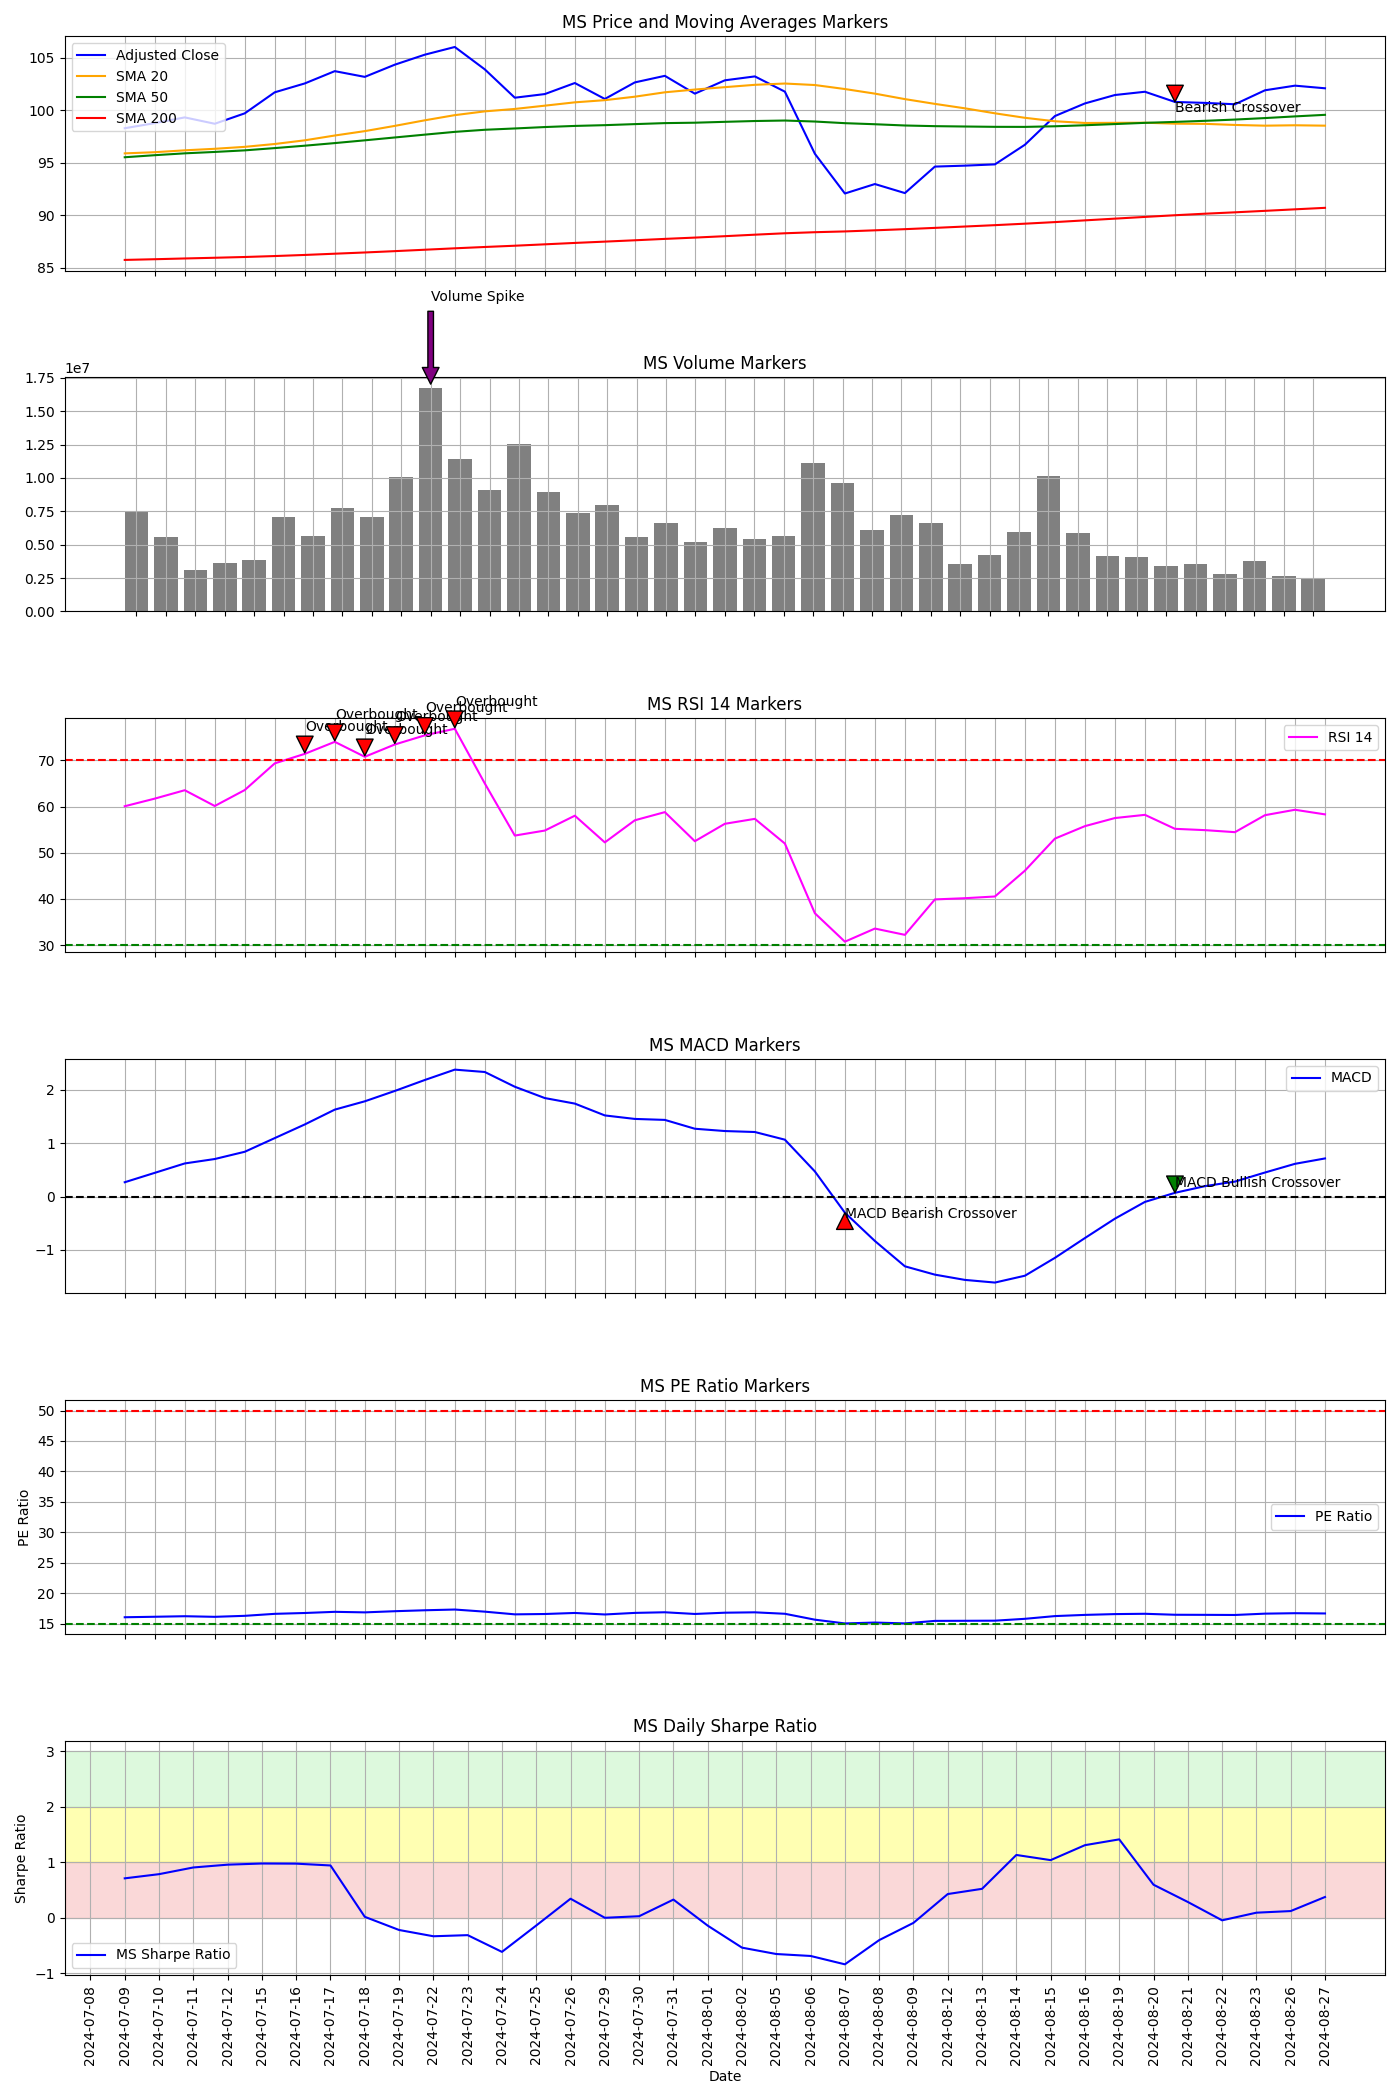 MS Price and Moving Averages Markers
105
100
95
90
85
Adjusted Close
SMA 20
SMA 50
SMA 200
Bearish Crossover
Volume Spike
MS Volume Markers
1e7
1.75
1.50
1.25
1.00
0.75
0.50
0.25
0.00
MS RSI 14 Markers
Overbought
Overbought
Overbought
Overbought
Overbought
Overbought
RSI 14
70
60
50
40
30
MS MACD Markers
MACD
2
1
0
−1
MACD Bearish Crossover
MACD Bullish Crossover
MS PE Ratio Markers
PE Ratio
50
45
40
35
30
25
20
15
PE Ratio
MS Daily Sharpe Ratio
Sharpe Ratio
3
2
1
0
−1
MS Sharpe Ratio
2024-07-08
2024-07-09
2024-07-10
2024-07-11
2024-07-12
2024-07-15
2024-07-16
2024-07-17
2024-07-18
2024-07-19
2024-07-22
2024-07-23
2024-07-24
2024-07-25
2024-07-26
2024-07-29
2024-07-30
2024-07-31
2024-08-01
2024-08-02
2024-08-05
2024-08-06
2024-08-07
2024-08-08
2024-08-09
2024-08-12
2024-08-13
2024-08-14
2024-08-15
2024-08-16
2024-08-19
2024-08-20
2024-08-21
2024-08-22
2024-08-23
2024-08-26
2024-08-27
Date